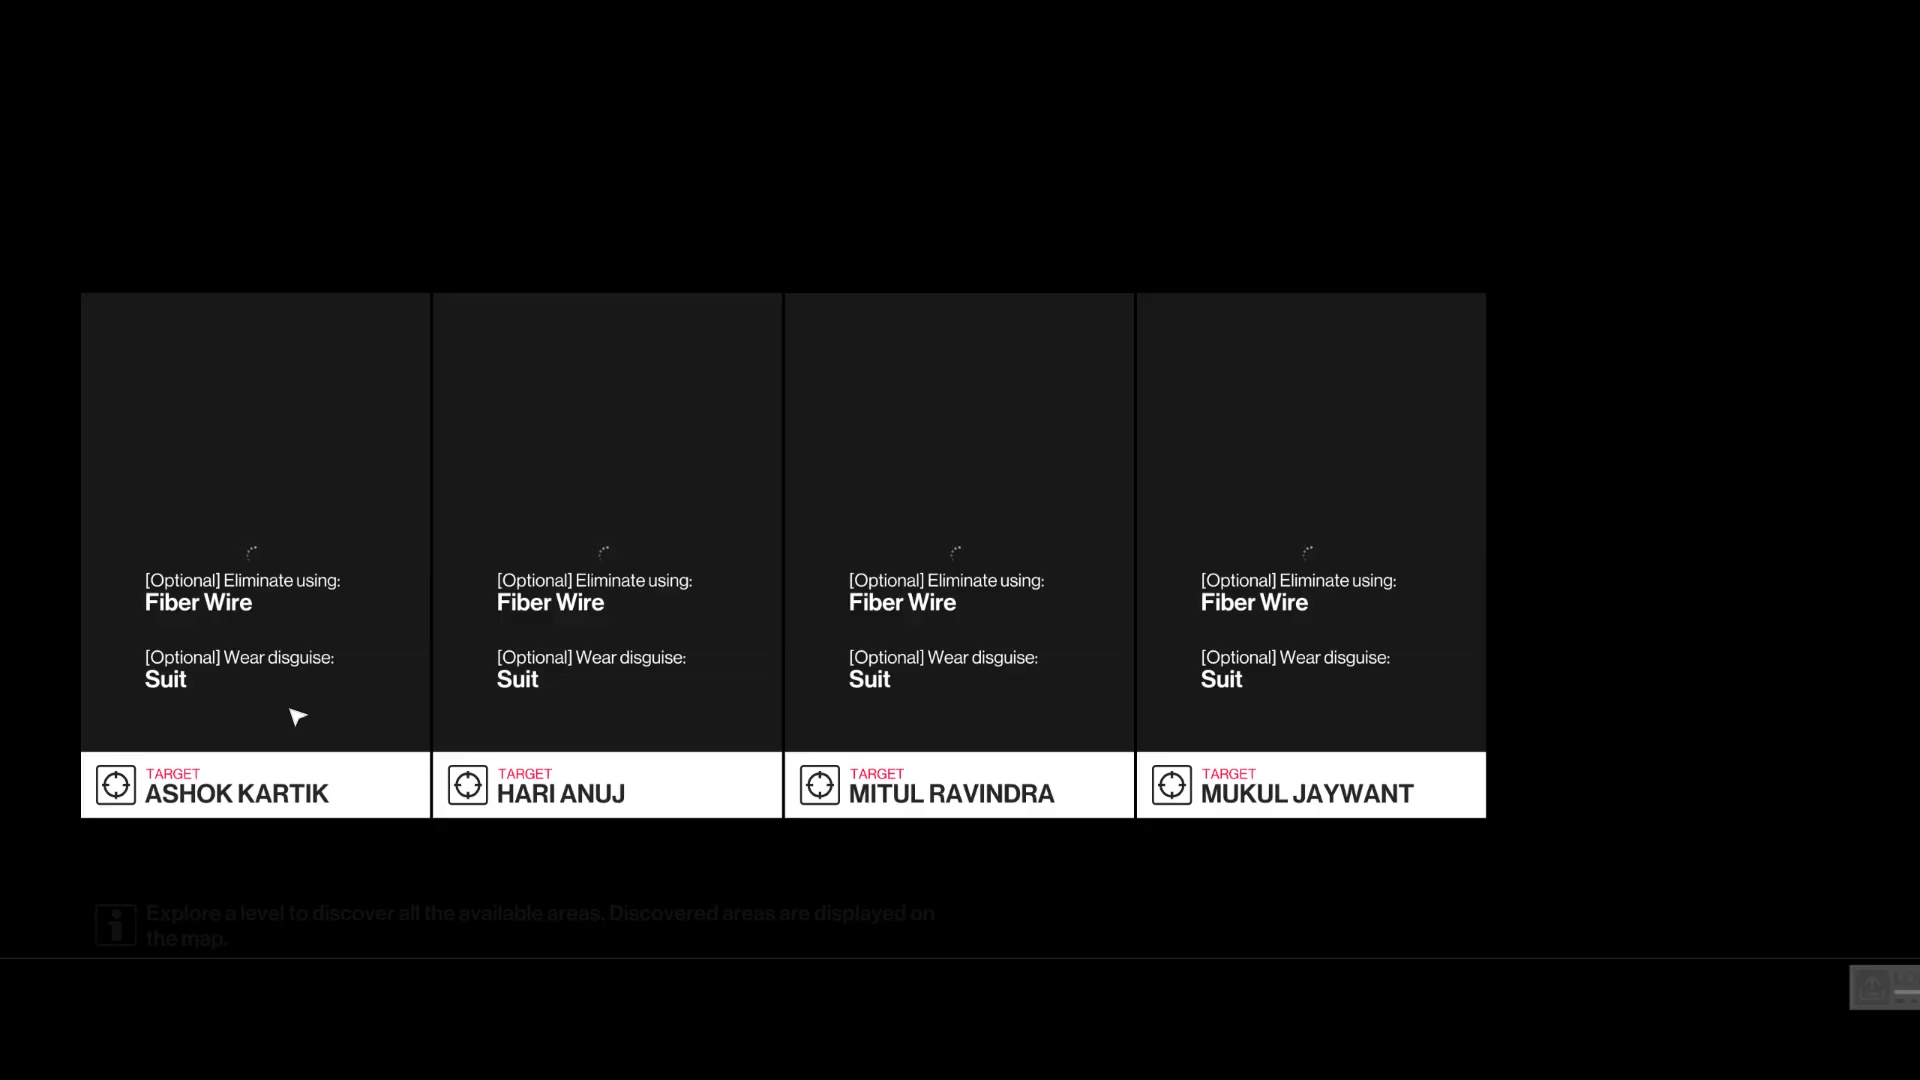 [Optional] Eliminate using:
Fiber Wire
[Optional] Wear disguise:
Suit
TARGET
ASHOK KARTIK
[Optional] Eliminate using:
Fiber Wire
[Optional] Wear disguise:
Suit
TARGET
HARI ANUJ
[Optional] Eliminate using:
Fiber Wire
[Optional] Wear disguise:
Suit
TARGET
MITUL RAVINDRA
[Optional] Eliminate using:
Fiber Wire
[Optional] Wear disguise:
Suit
TARGET
MUKUL JAYWANT
Explore a level to discover all the available areas. Discovered areas are displayed on
the map.